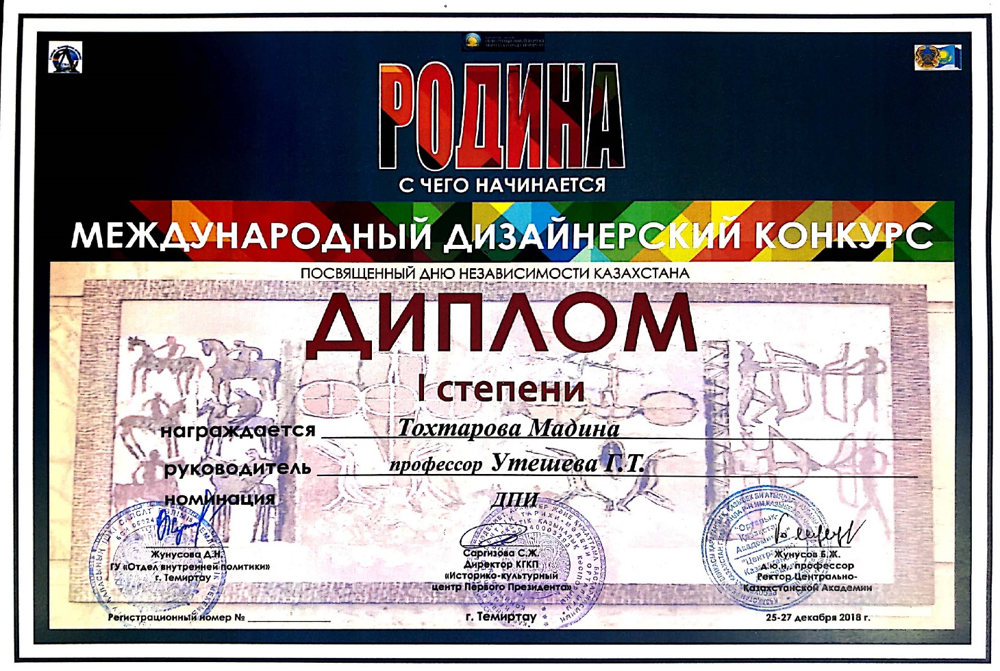 РОДИНА
С ЧЕГО НАЧИНАЕТСЯ
МЕЖДУНАРОДНЫЙ ДИЗАЙНЕРСКИЙ КОНКУРС
ПОСВЯЩЕННЫЙ ДНЮ НЕЗАВИСИМОСТИ КАЗАХСТАНА
ДИПЛОМ
I степени
награждается Тохтарова Мадина
руководитель профессор Утешева Г.Т.
номинация ДПИ
Жунусова Д.Н.
ГУ «Отдел внутренней политики»
г. Темиртау
Саргизова С.Ж.
Директор КГКП
«Историко-культурный
центр Первого Президента»
Жунусов Б.Ж.
д.ю.н., профессор
Ректор Центрально-
Казахстанской Академии
Регистрационный номер № ____________
г. Темиртау
25-27 декабря 2018 г.